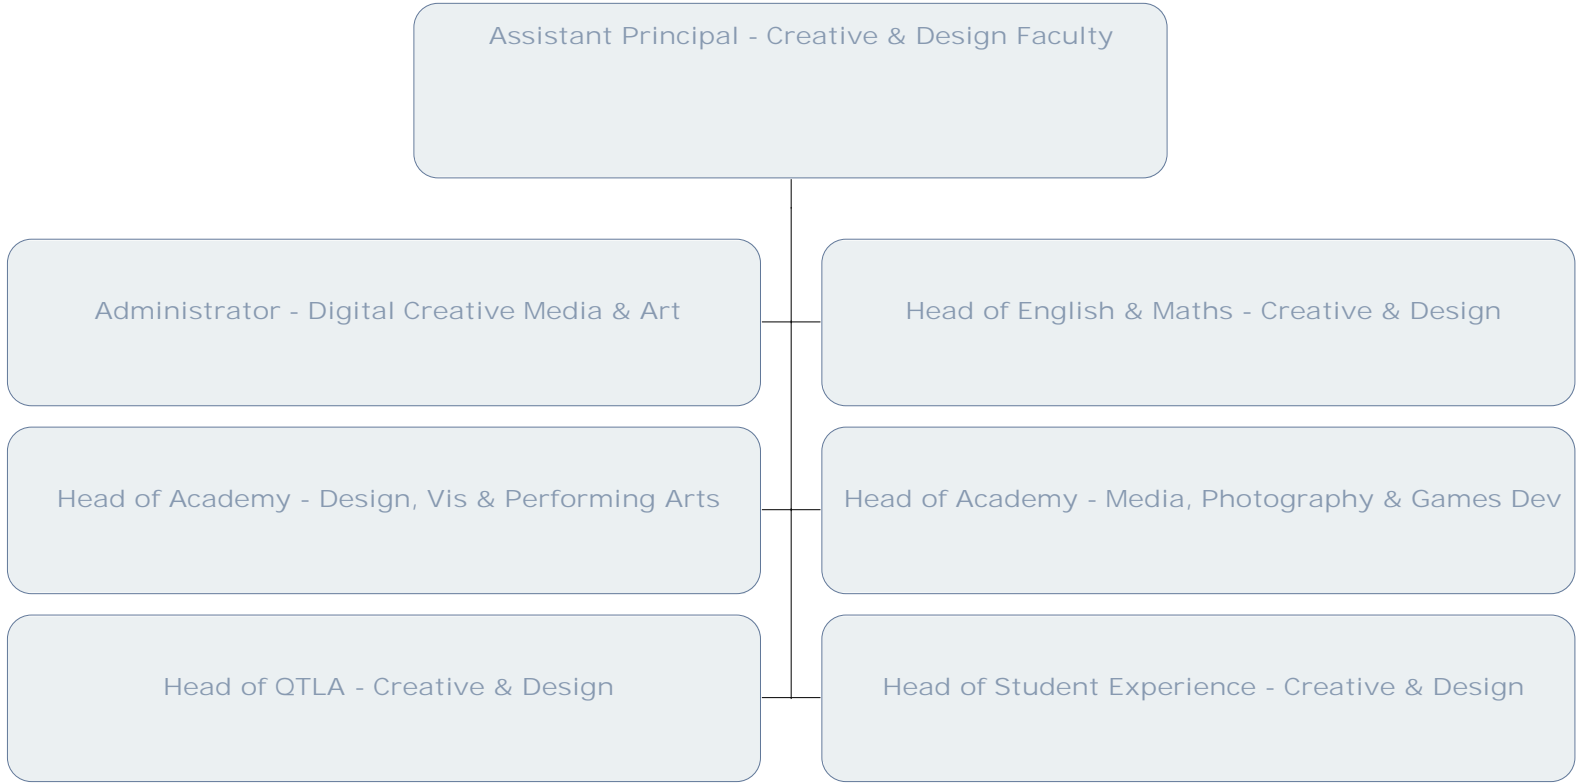 Assistant Principal - Creative & Design Faculty
Administrator - Digital Creative Media & Art
Head of English & Maths - Creative & Design
Head of Academy - Design, Vis & Performing Arts
Head of Academy - Media, Photography & Games Dev
Head of QTLA - Creative & Design
Head of Student Experience - Creative & Design